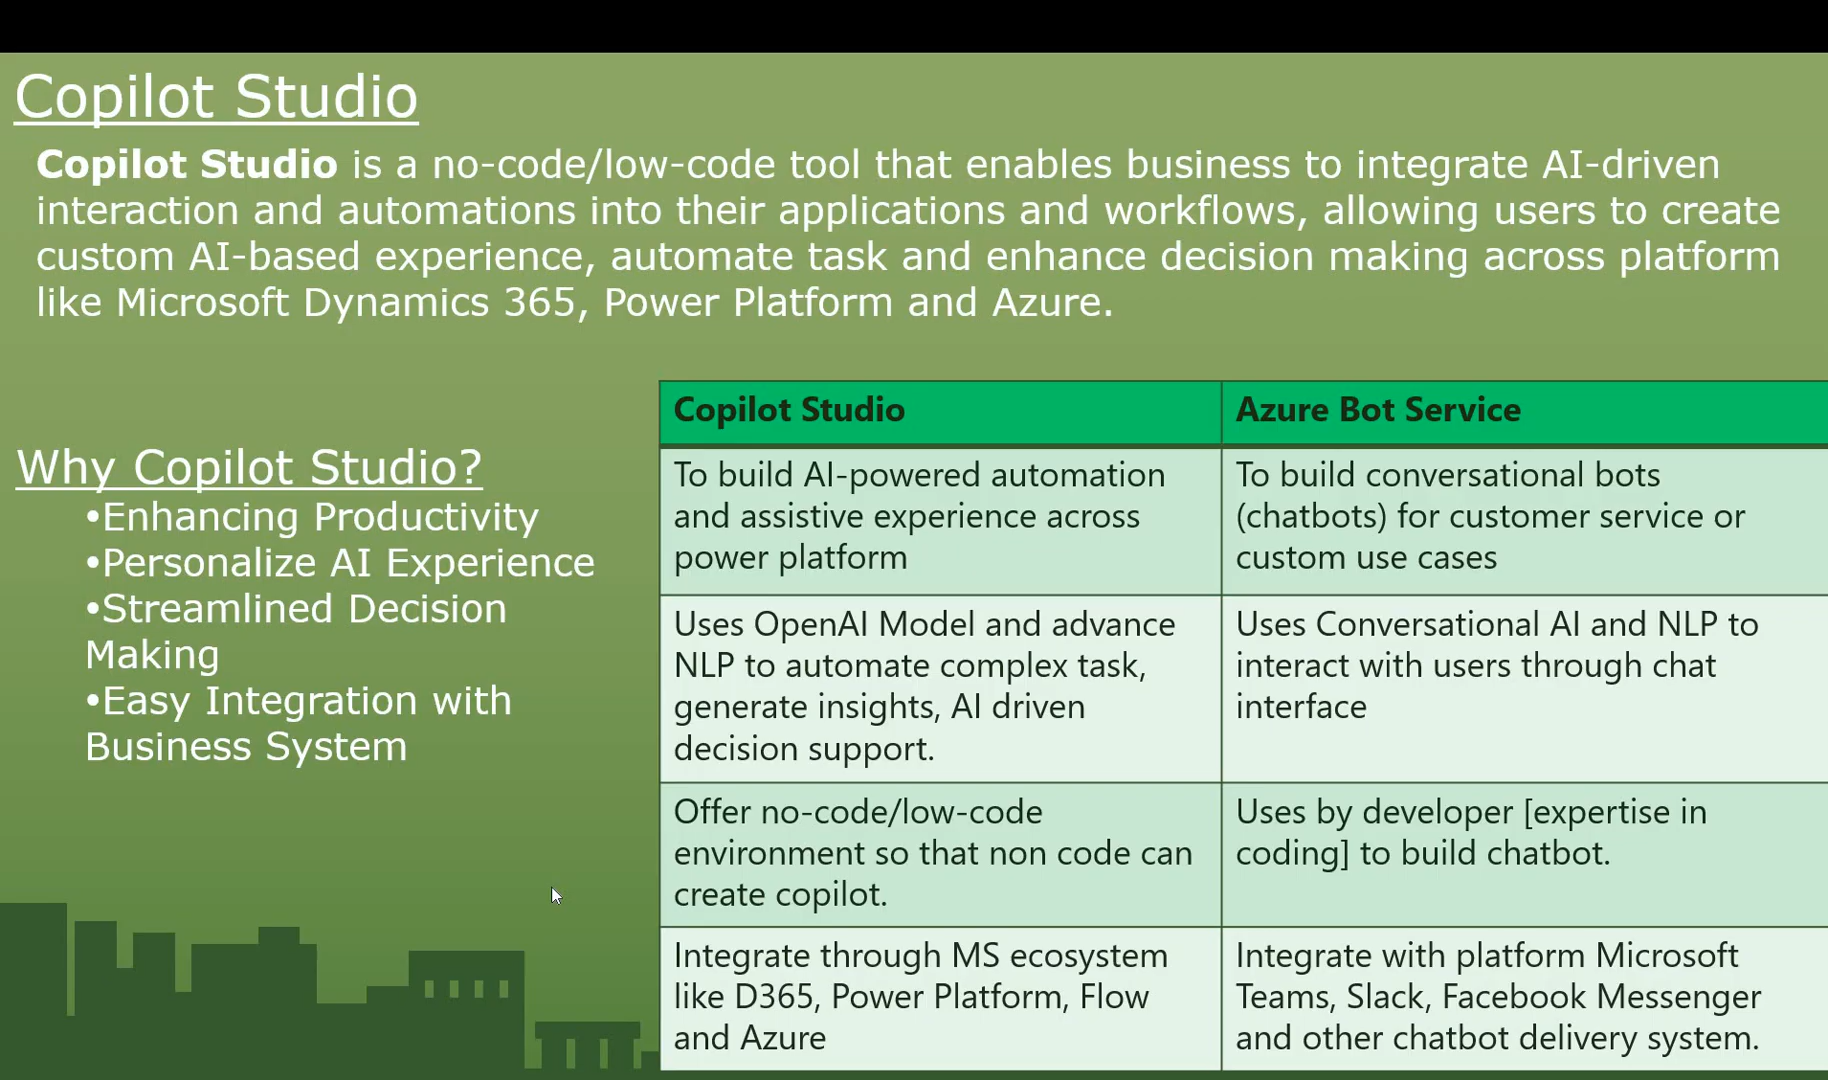 Copilot Studio
Copilot Studio is a no-code/low-code tool that enables business to integrate AI-driven
interaction and automations into their applications and workflows, allowing users to create
custom AI-based experience, automate task and enhance decision making across platform
like Microsoft Dynamics 365, Power Platform and Azure.
Why Copilot Studio?
•Enhancing Productivity
•Personalize AI Experience
•Streamlined Decision
Making
•Easy Integration with
Business System
Copilot Studio
Azure Bot Service
To build AI-powered automation
and assistive experience across
power platform
To build conversational bots
(chatbots) for customer service or
custom use cases
Uses OpenAI Model and advance
NLP to automate complex task,
generate insights, AI driven
decision support.
Uses Conversational AI and NLP to
interact with users through chat
interface
Offer no-code/low-code
environment so that non code can
create copilot.
Uses by developer [expertise in
coding] to build chatbot.
Integrate through MS ecosystem
like D365, Power Platform, Flow
and Azure
Integrate with platform Microsoft
Teams, Slack, Facebook Messenger
and other chatbot delivery system.